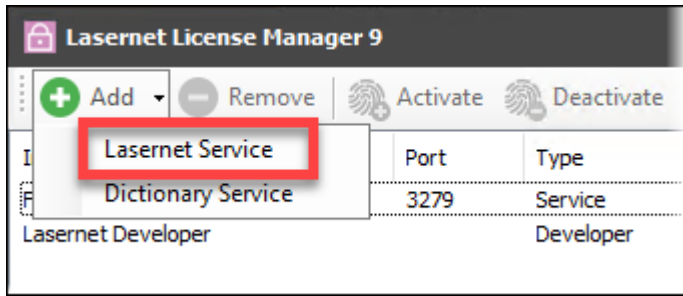 Lasernet License Manager 9
Add Remove Activate Deactivate
Lasernet Service
Port Type
Dictionary Service
3279 Service
Lasernet Developer Developer